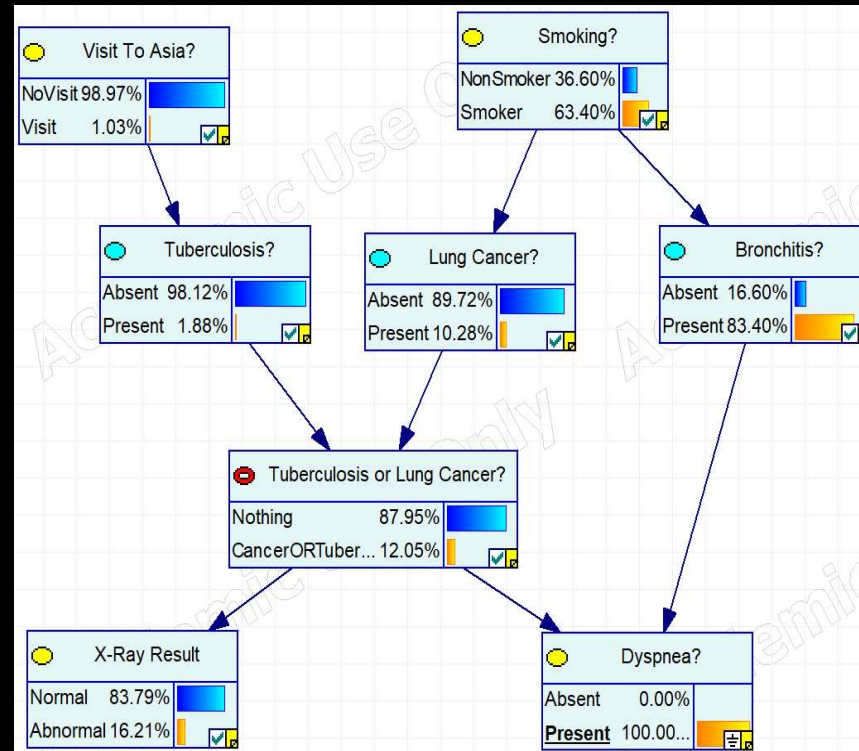 Visit To Asia?
NoVisit 98.97%
Visit 1.03%
Smoking?
NonSmoker 36.60%
Smoker 63.40%
Tuberculosis?
Absent 98.12%
Present 1.88%
Lung Cancer?
Absent 89.72%
Present 10.28%
Bronchitis?
Absent 16.60%
Present 83.40%
Tuberculosis or Lung Cancer?
Nothing 87.95%
CancerORTuber... 12.05%
X-Ray Result
Normal 83.79%
Abnormal 16.21%
Dyspnea?
Absent 0.00%
Present 100.00...